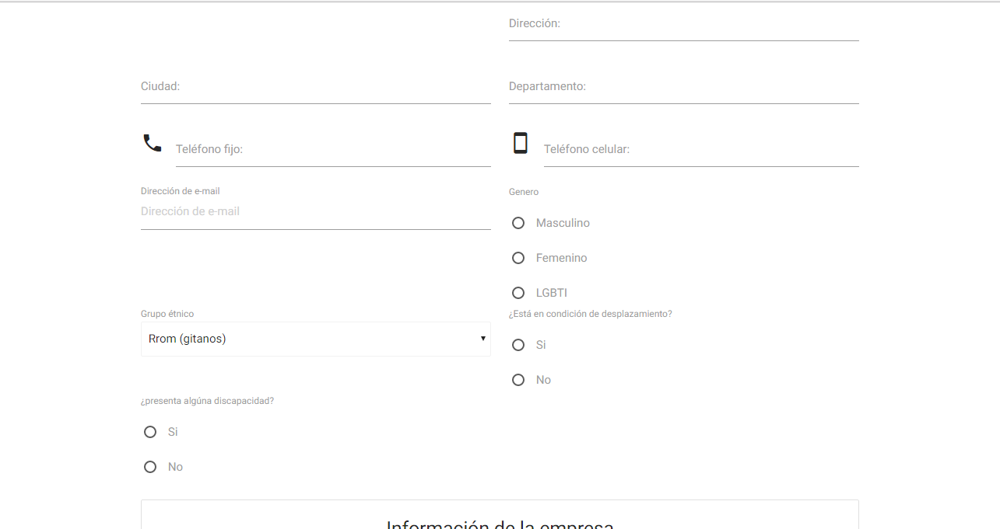 Dirección:
Ciudad:
Departamento:
Teléfono fijo:
Teléfono celular:
Dirección de e-mail
Dirección de e-mail
Genero
Masculino
Femenino
LGBTI
Grupo étnico
Rrom (gitanos)
¿Está en condición de desplazamiento?
Si
No
¿presenta algúna discapacidad?
Si
No
Información de la empresa